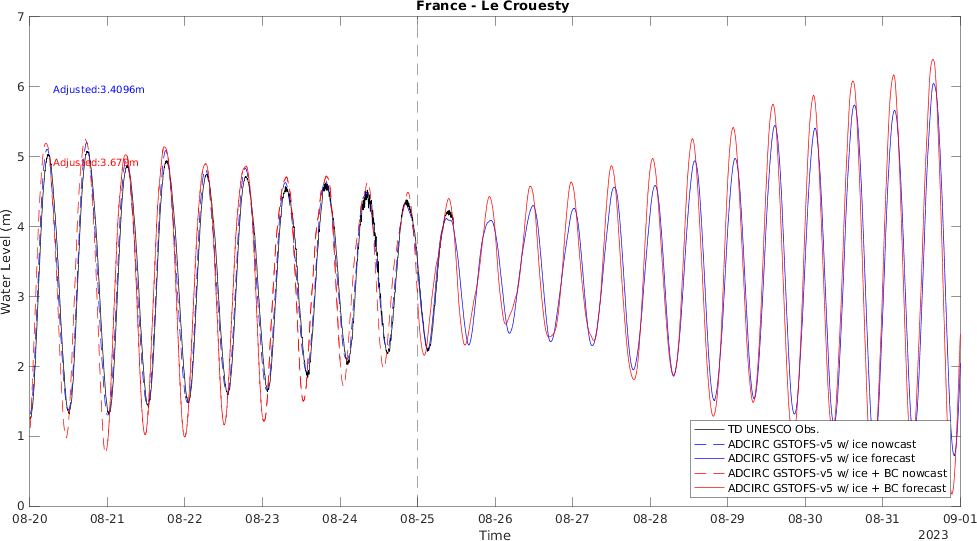 France - Le Crouesty
7
6
5
4
3
2
1
0
Water Level (m)
Adjusted:3.4096m
TD UNESCO Obs.
ADCIRC GSTOFS-v5 w/ ice nowcast
ADCIRC GSTOFS-v5 w/ ice forecast
ADCIRC GSTOFS-v5 w/ ice + BC nowcast
ADCIRC GSTOFS-v5 w/ ice + BC forecast
08-20 08-21 08-22 08-23 08-24 08-25 08-26 08-27 08-28 08-29 08-30 08-31 09-01
Time
2023